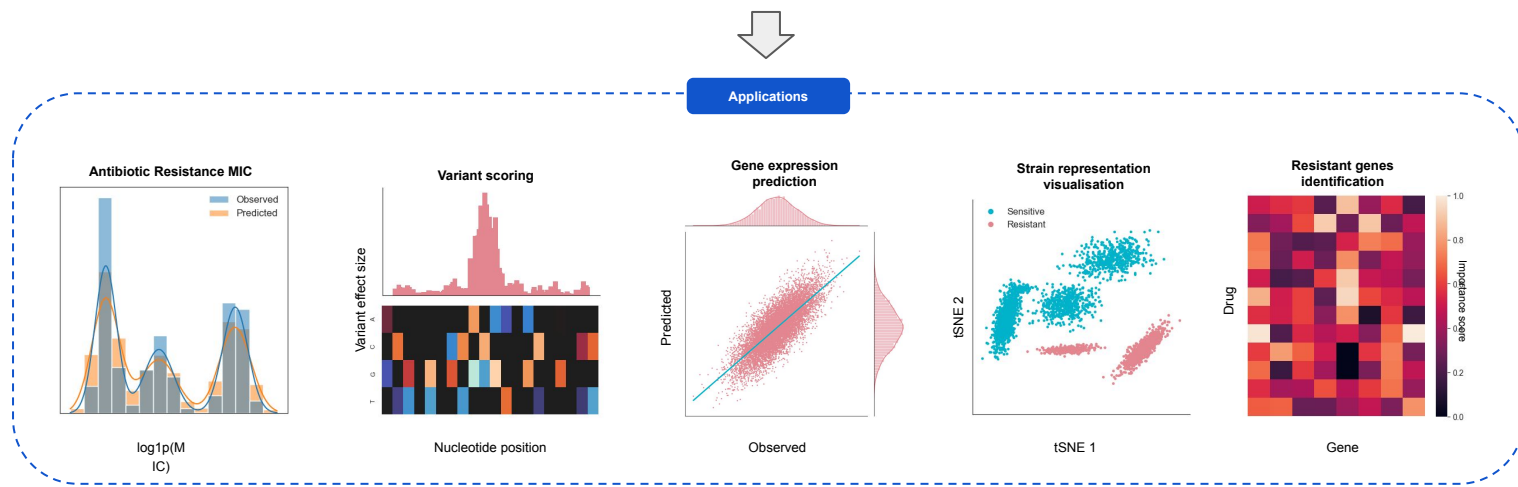 Applications
Antibiotic Resistance MIC
Observed
Predicted
log1p(M
IC)
Variant scoring
Variant effect size
A
C
G
T
Nucleotide position
Gene expression
prediction
Predicted
Observed
Strain representation
visualisation
Sensitive
Resistant
tSNE 2
tSNE 1
Resistant genes
identification
Drug
Gene
1.0
0.8
0.6
0.4
0.2
0.0
Importance score